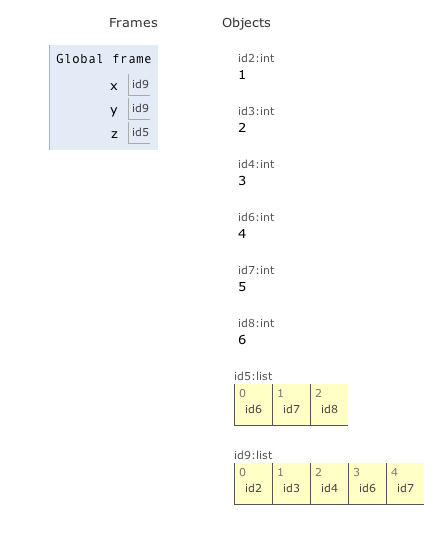 Frames Objects
Global frame
x id9
y id9
z id5
id2:int
1
id3:int
2
id4:int
3
id6:int
4
id7:int
5
id8:int
6
id5:list
0 1 2
id6 id7 id8
id9:list
0 1 2 3 4
id2 id3 id4 id6 id7